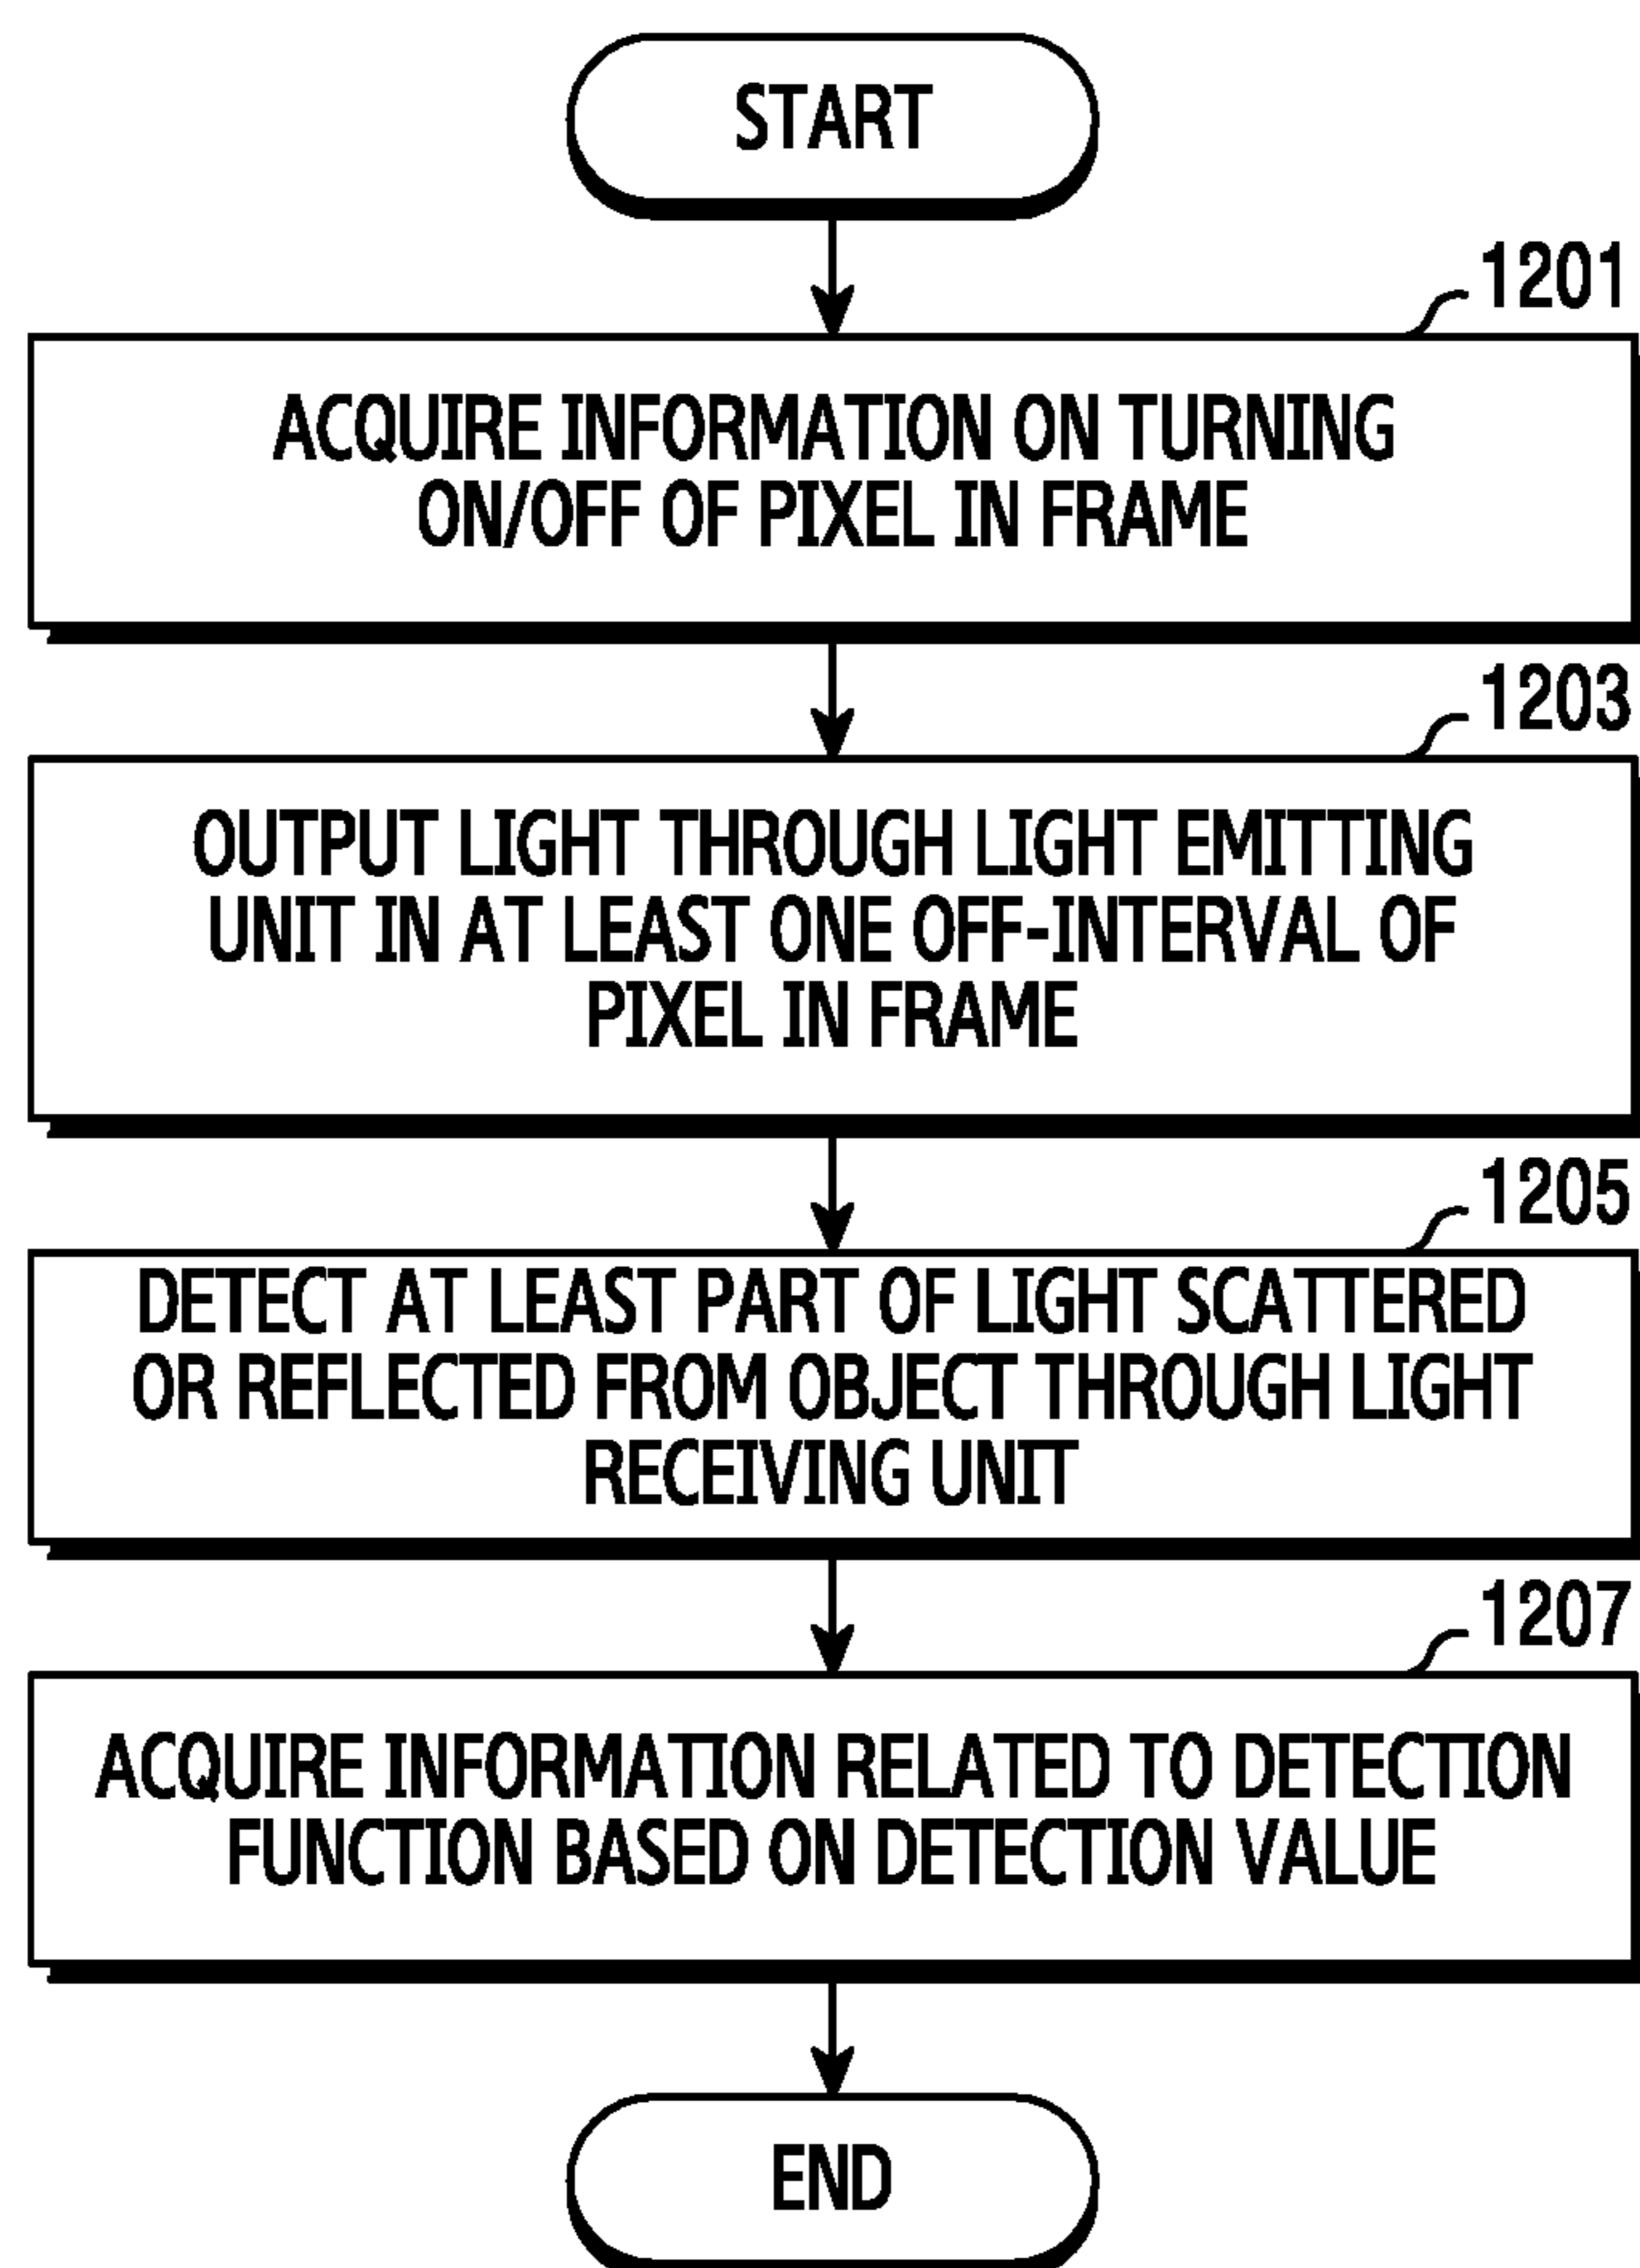 START
1201
ACQUIRE INFORMATION ON TURNING
ON/OFF OF PIXEL IN FRAME
1203
OUTPUT LIGHT THROUGH LIGHT EMITTING
UNIT IN AT LEAST ONE OFF-INTERVAL OF
PIXEL IN FRAME
1205
DETECT AT LEAST PART OF LIGHT SCATTERED
OR REFLECTED FROM OBJECT THROUGH LIGHT
RECEIVING UNIT
1207
ACQUIRE INFORMATION RELATED TO DETECTION
FUNCTION BASED ON DETECTION VALUE
END